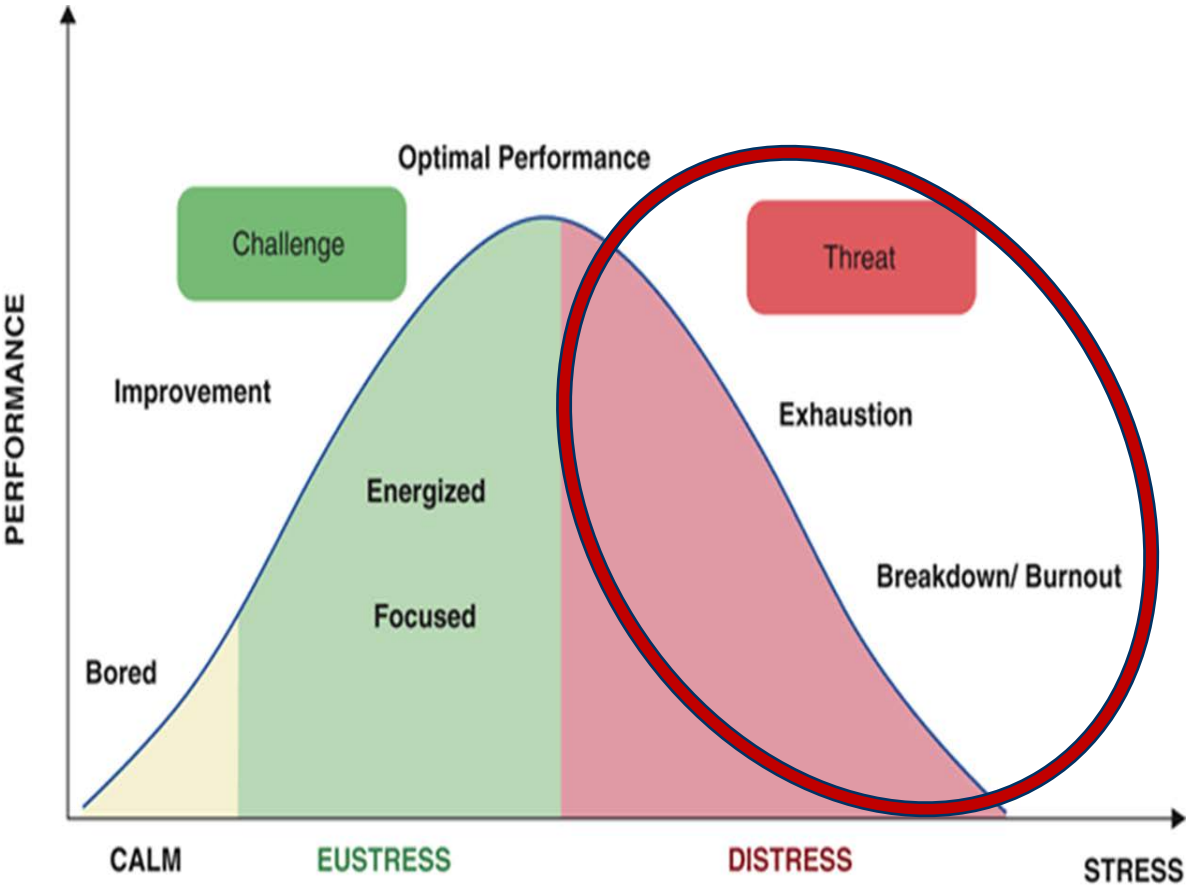 Optimal Performance
Challenge
Threat
PERFORMANCE
Improvement
Exhaustion
Energized
Breakdown/ Burnout
Focused
Bored
CALM
EUSTRESS
DISTRESS
STRESS